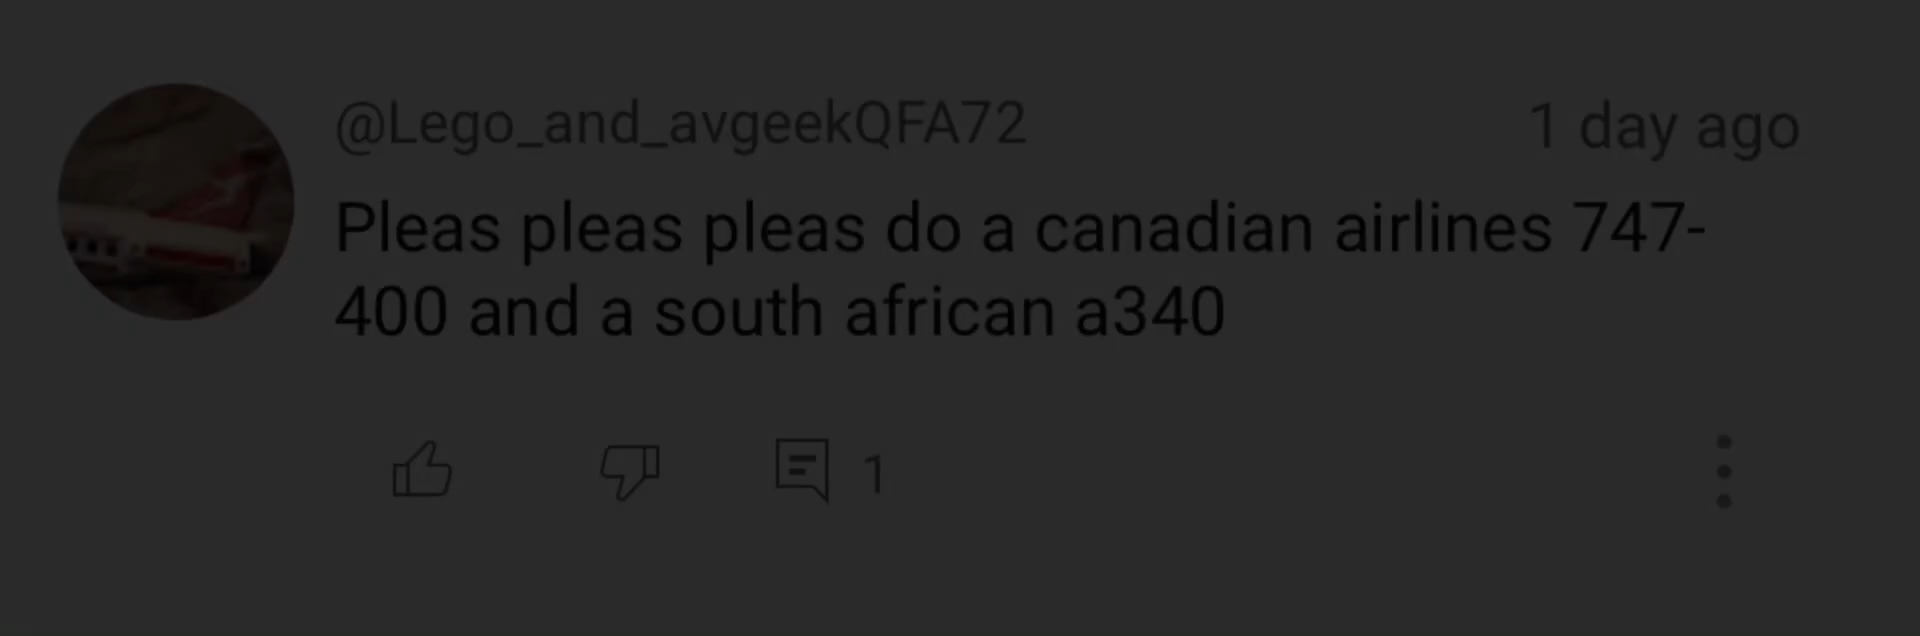 @Lego_and_avgeekQFA72 1 day ago
Pleas pleas pleas do a canadian airlines 747-
400 and a south african a340
1